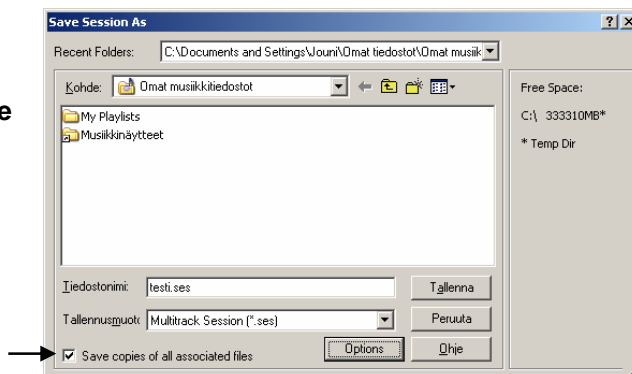 Save Session As
Recent Folders: C:\Documents and Settings\Jouni\Omat tiedostot\Omat musiik
Kohde: Omat musiikkitiedostot
Free Space:
e
My Playlists
C:\ 333310MB*
Musiikkinäytteet
* Temp Dir
Tiedostonimi: testi.ses Tallenna
Tallennusmuoto Multitrack Session (*.ses) Peruuta
Save copies of all associated files Options Ohje